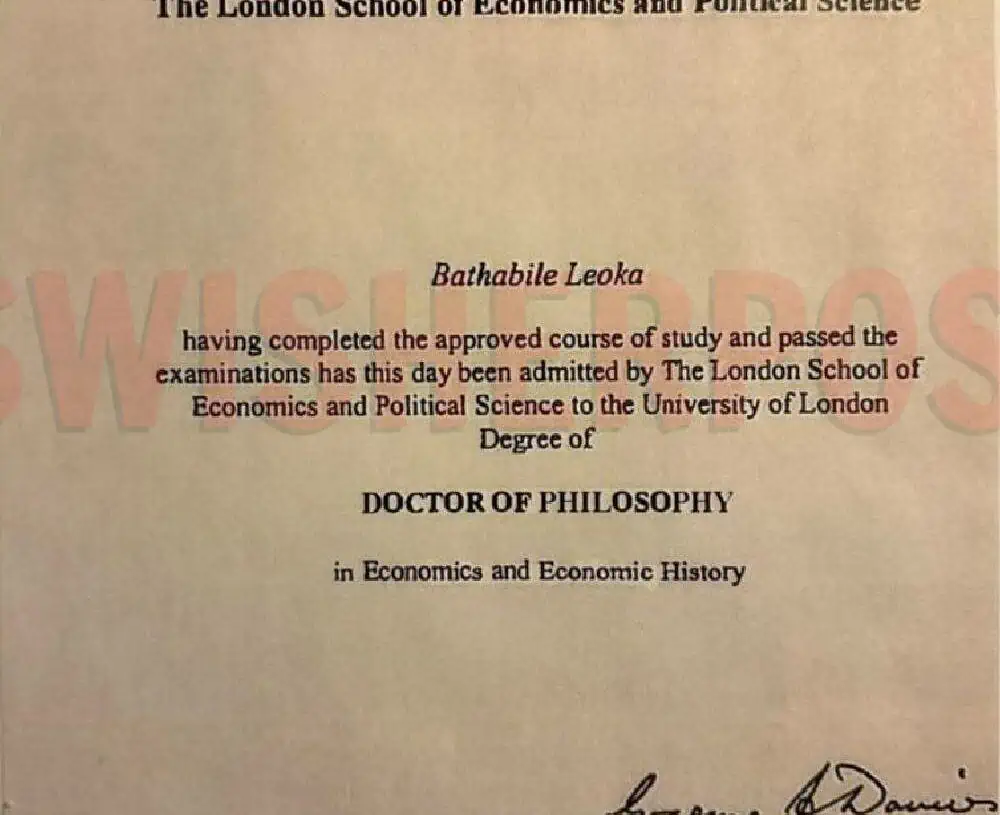 The London School of Economics and Political Science
Bathabile Leoka
SWISHERPOS
having completed the approved course of study and passed the
examinations has this day been admitted by The London School of
Economics and Political Science to the University of London
Degree of
DOCTOR OF PHILOSOPHY
in Economics and Economic History